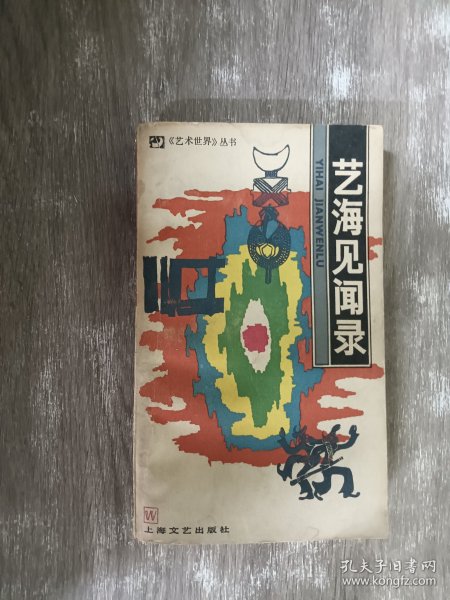 《艺术世界》丛书
艺海见闻录
YIHAI JIANWENLU
W
上海文艺出版社
孔夫子旧书网
www.kongfz.com